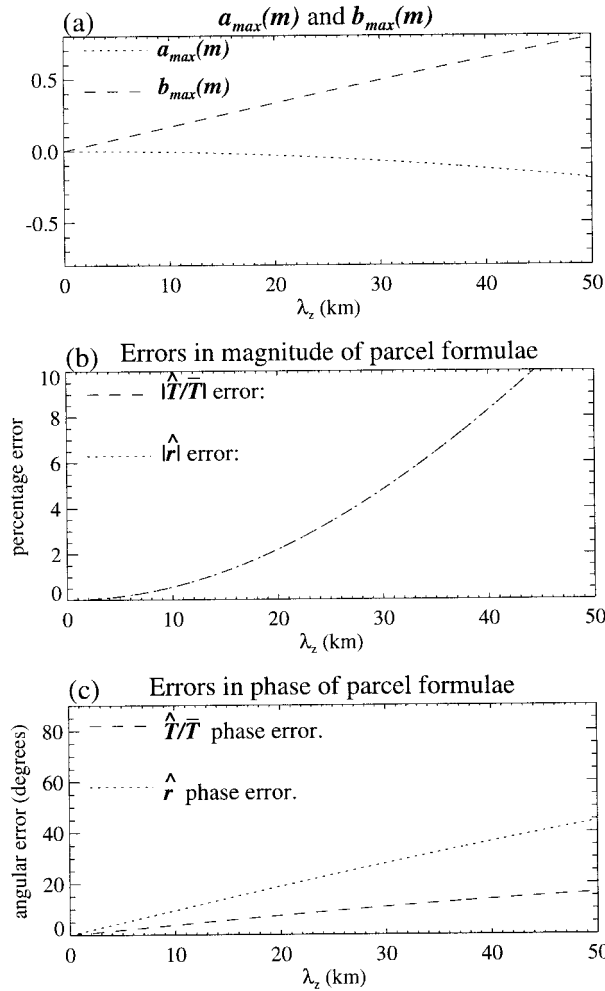 (a) a_max(m) and b_max(m)
a_max(m)
b_max(m)
0.5
0.0
-0.5
0 10 20 30 40 50
λ_z (km)
(b) Errors in magnitude of parcel formulae
|T̂/T̄| error:
|r̂| error:
percentage error
10
8
6
4
2
0
0 10 20 30 40 50
λ_z (km)
(c) Errors in phase of parcel formulae
T̂/T̄ phase error.
r̂ phase error.
angular error (degrees)
80
60
40
20
0
0 10 20 30 40 50
λ_z (km)